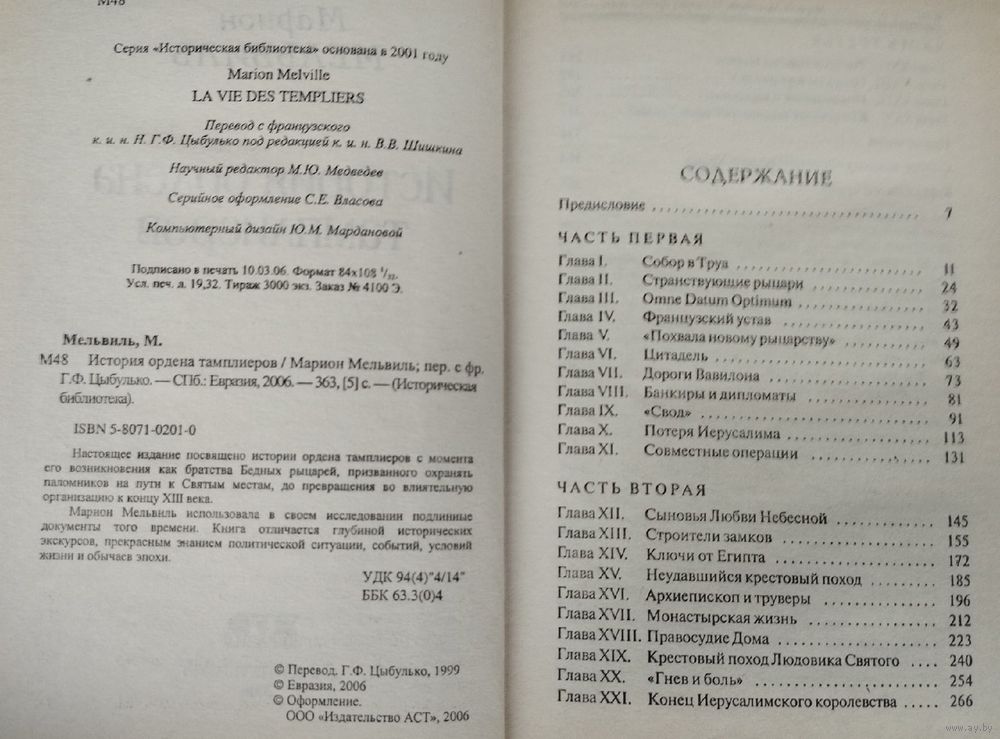 М48
Серия «Историческая библиотека» основана в 2001 году
Marion Melville
LA VIE DES TEMPLIERS
Перевод с французского
к. и. н. Г.Ф. Цыбулько под редакцией к. и. н. В.В. Шишкина
Научный редактор М.Ю. Медведев
Серийное оформление С.Е. Власова
Компьютерный дизайн Ю.М. Мардановой
Подписано в печать 10.03.06. Формат 84х108 1/32.
Усл. печ. л. 19,32. Тираж 3000 экз. Заказ № 4100 Э.
Мельвиль, М.
М48 История ордена тамплиеров / Марион Мельвиль; пер. с фр.
Г.Ф. Цыбулько. — СПб.: Евразия, 2006. — 363, [5] с. — (Историческая
библиотека).
ISBN 5-8071-0201-0
Настоящее издание посвящено истории ордена тамплиеров с момента
его возникновения как братства Бедных рыцарей, призванного охранять
паломников на пути к Святым местам, до превращения во влиятельную
организацию к концу XIII века.
Марион Мельвиль использовала в своем исследовании подлинные
документы того времени. Книга отличается глубиной исторических
экскурсов, прекрасным знанием политической ситуации, событий, условий
жизни и обычаев эпохи.
УДК 94(4)"4/14"
ББК 63.3(0)4
© Перевод. Г.Ф. Цыбулько, 1999
© Евразия, 2006
© Оформление.
ООО «Издательство АСТ», 2006
СОДЕРЖАНИЕ
Предисловие ........ 7
ЧАСТЬ ПЕРВАЯ
Глава I. Собор в Труа ........ 11
Глава II. Странствующие рыцари ........ 24
Глава III. Omne Datum Optimum ........ 32
Глава IV. Французский устав ........ 43
Глава V. «Похвала новому рыцарству» ........ 49
Глава VI. Цитадель ........ 63
Глава VII. Дороги Вавилона ........ 73
Глава VIII. Банкиры и дипломаты ........ 81
Глава IX. «Свод» ........ 91
Глава X. Потеря Иерусалима ........ 113
Глава XI. Совместные операции ........ 131
ЧАСТЬ ВТОРАЯ
Глава XII. Сыновья Любви Небесной ........ 145
Глава XIII. Строители замков ........ 155
Глава XIV. Ключи от Египта ........ 172
Глава XV. Неудавшийся крестовый поход ........ 185
Глава XVI. Архиепископ и труверы ........ 196
Глава XVII. Монастырская жизнь ........ 212
Глава XVIII. Правосудие Дома ........ 223
Глава XIX. Крестовый поход Людовика Святого .... 240
Глава XX. «Гнев и боль» ........ 254
Глава XXI. Конец Иерусалимского королевства ..... 266
www.ay.by